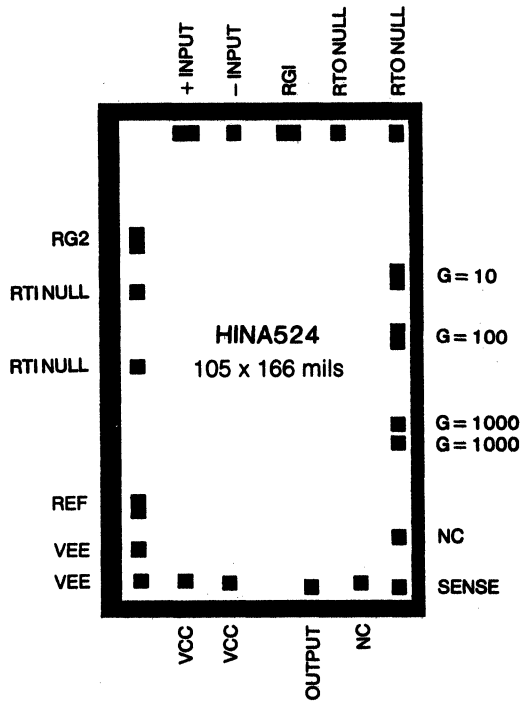 + INPUT
– INPUT
RGI
RTO NULL
RTO NULL
RG2
RTI NULL
RTI NULL
REF
VEE
VEE
HINA524
105 x 166 mils
G = 10
G = 100
G = 1000
G = 1000
NC
SENSE
VCC
VCC
OUTPUT
NC